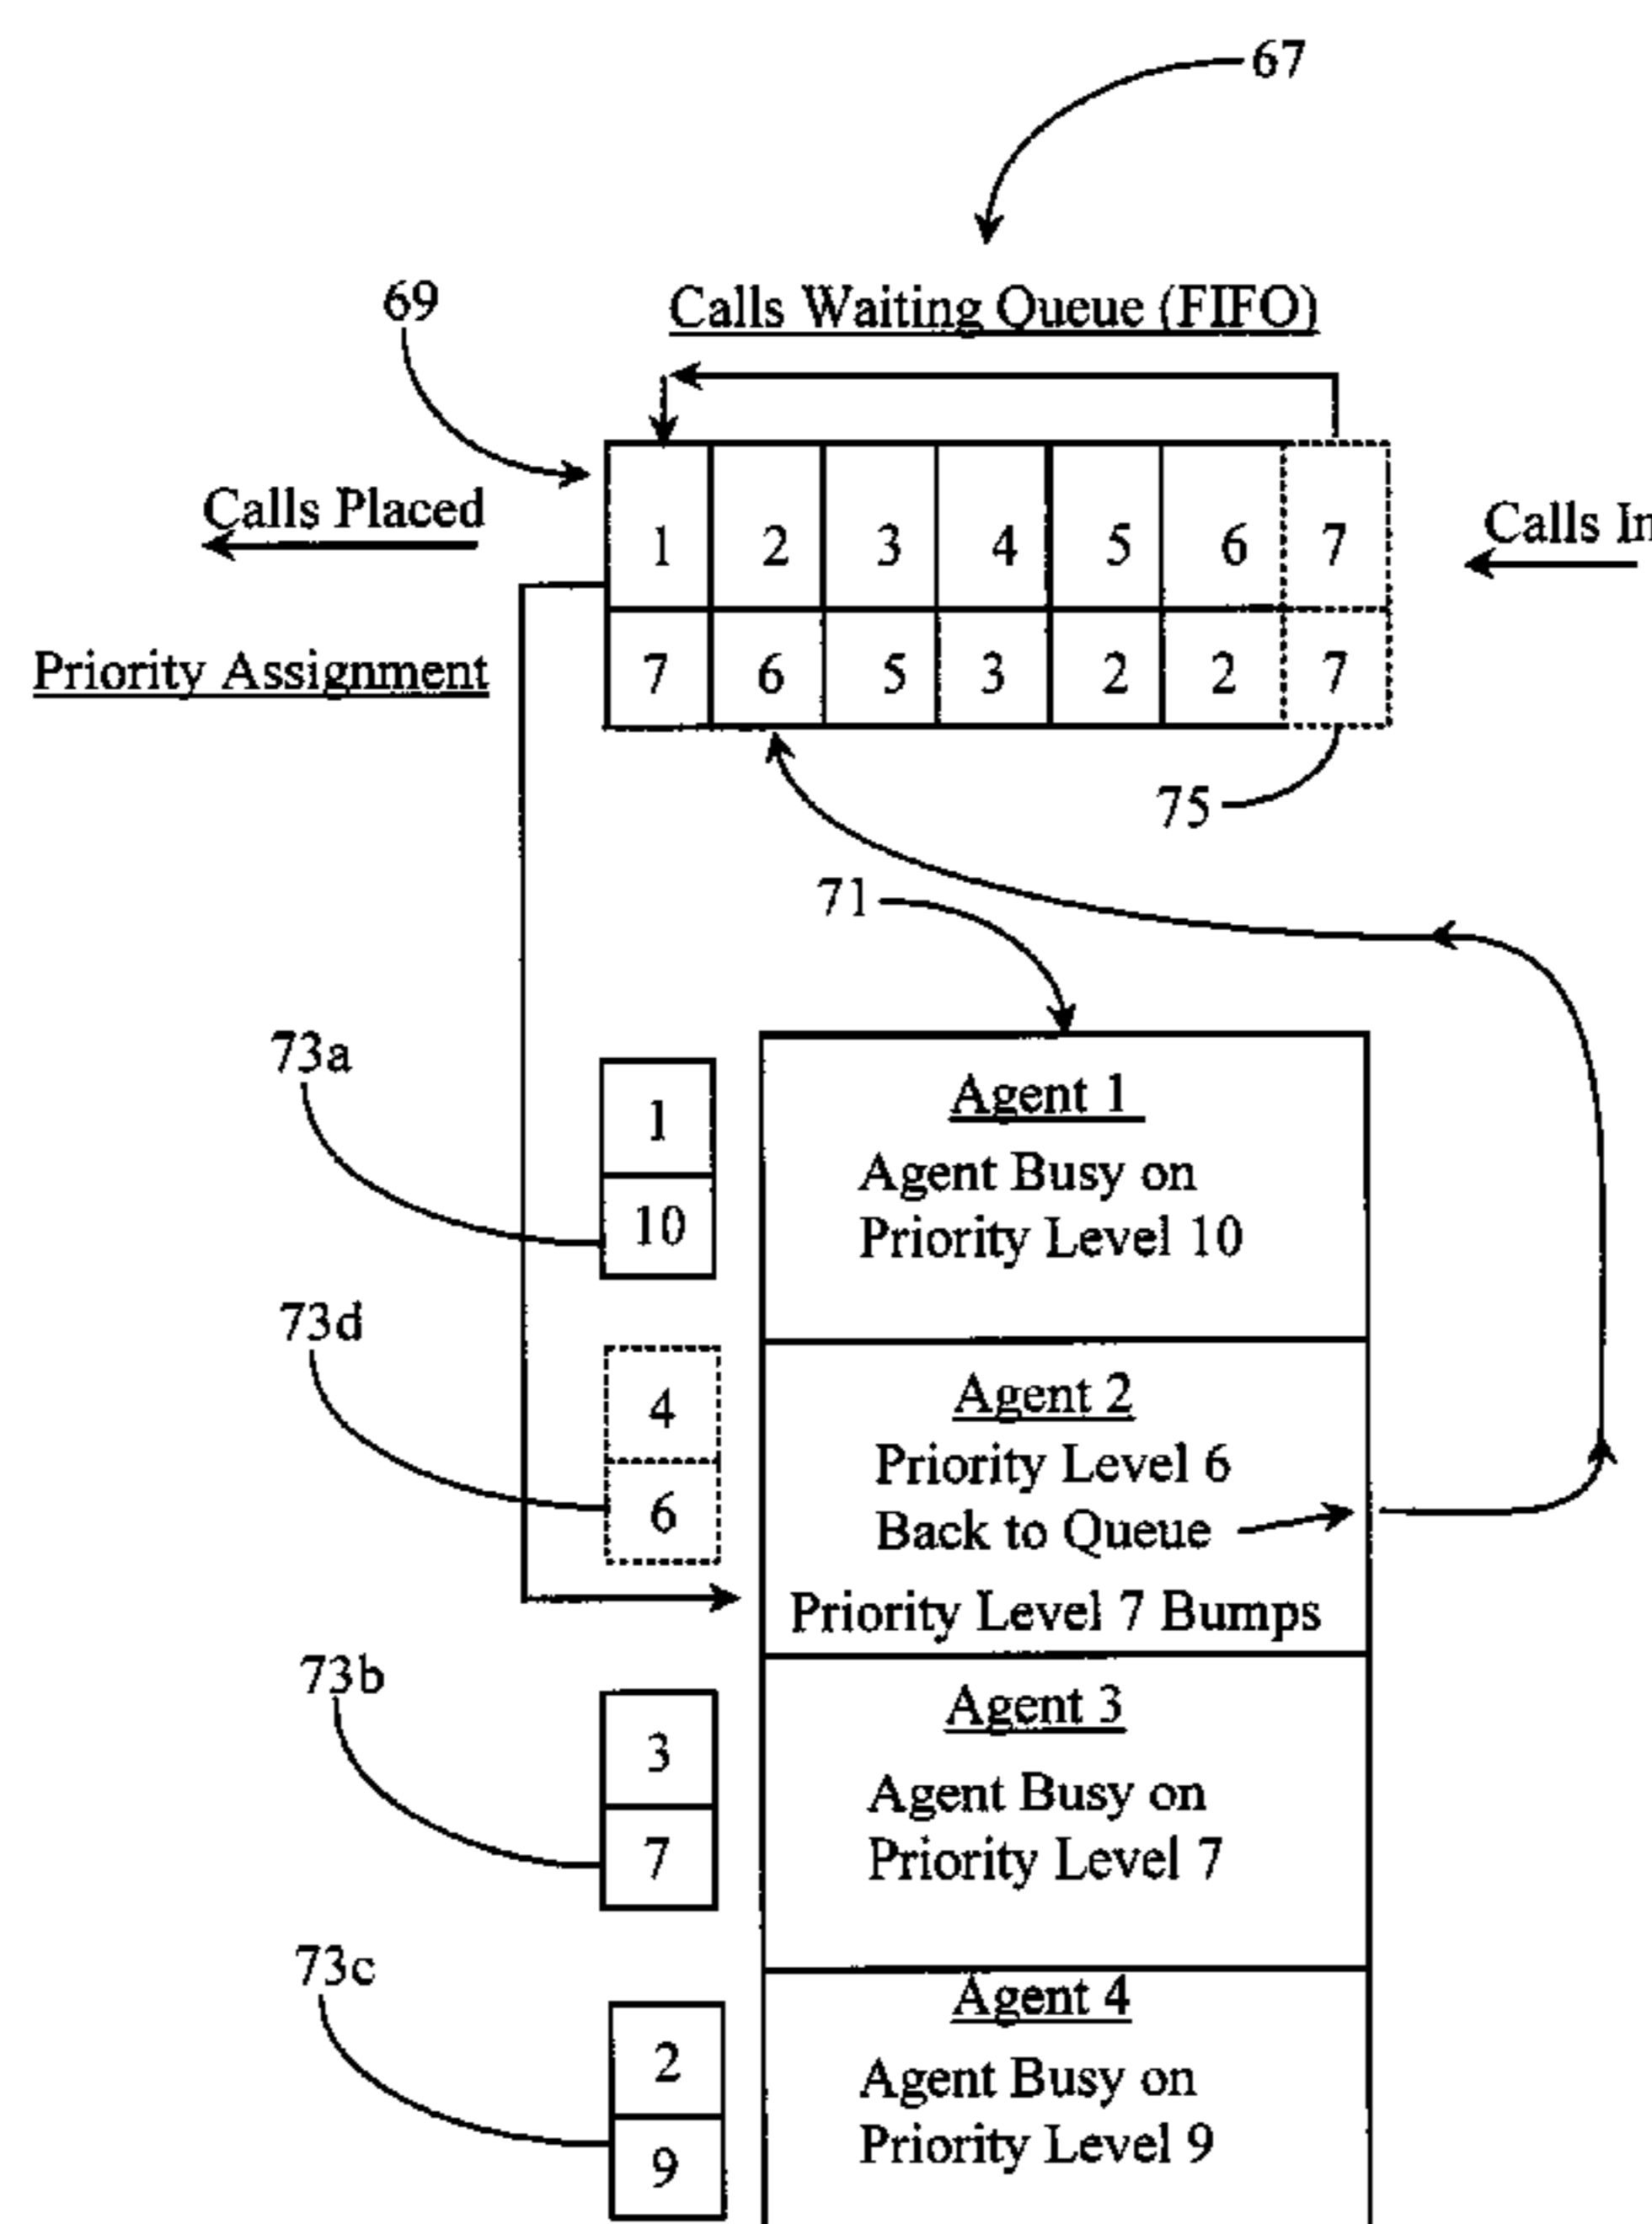 67
69
Calls Waiting Queue (FIFO)
Calls Placed
1 2 3 4 5 6 7
Calls In
Priority Assignment
7 6 5 3 2 2 7
75
71
73a
1
10
Agent 1
Agent Busy on
Priority Level 10
73d
4
6
Agent 2
Priority Level 6
Back to Queue
Priority Level 7 Bumps
73b
3
7
Agent 3
Agent Busy on
Priority Level 7
73c
2
9
Agent 4
Agent Busy on
Priority Level 9